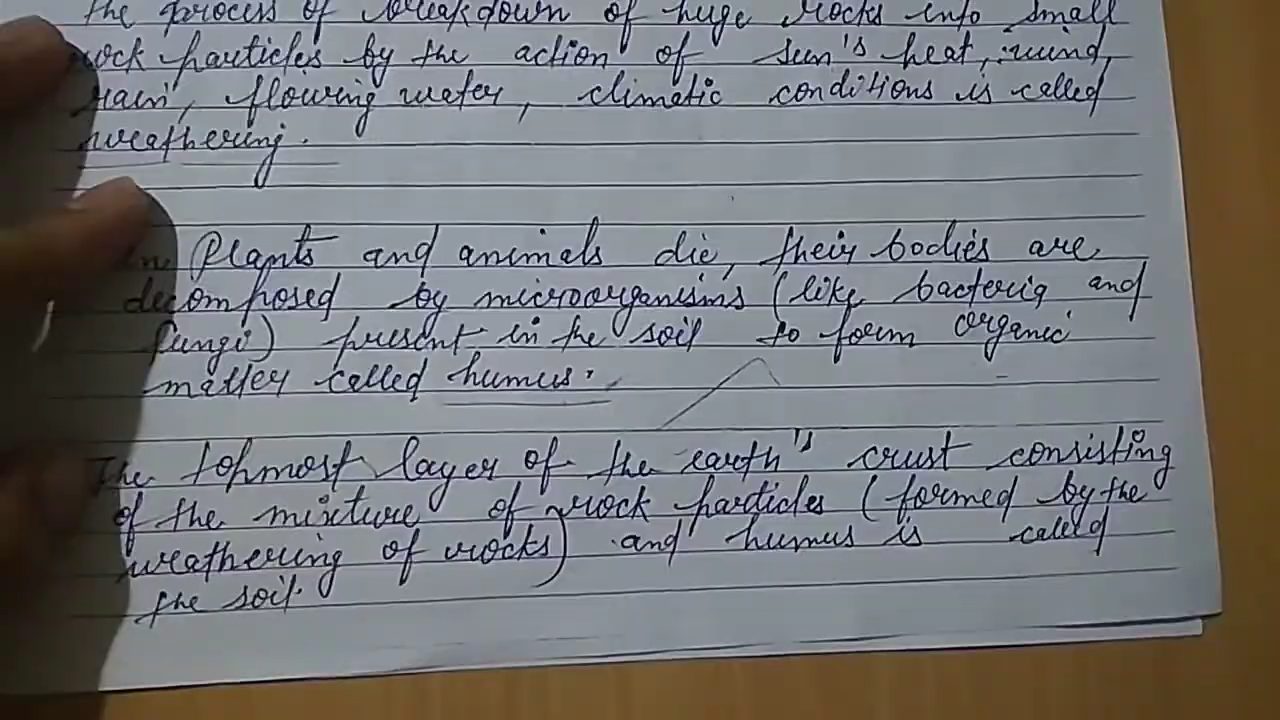 the process of breakdown of huge rocks into small
rock particles by the action of sun's heat, wind,
rain, flowing water, climatic conditions is called
weathering.
Plants and animals die, their bodies are
decomposed by microorganisms (like bacteria and
fungi) present in the soil to form organic
matter called humus.
The topmost layer of the earth's crust consisting
of the mixture of rock particles (formed by the
weathering of rocks) and humus is called
the soil.